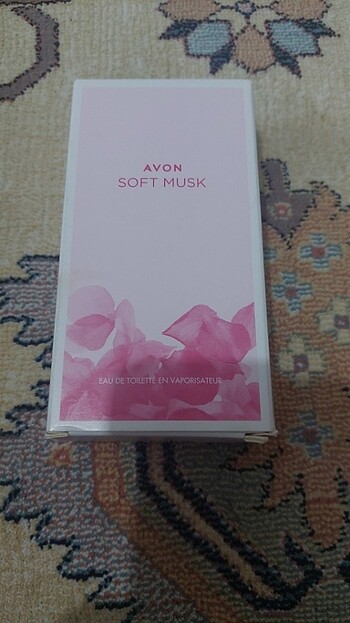 AVON
SOFT MUSK
EAU DE TOILETTE EN VAPORISATEUR